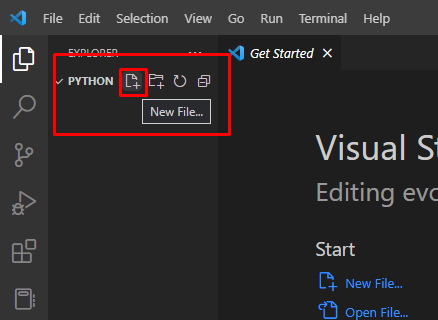 File Edit Selection View Go Run Terminal Help
EXPLORER
Get Started
PYTHON
New File...
Visual St
Editing evo
Start
New File...
Open File...